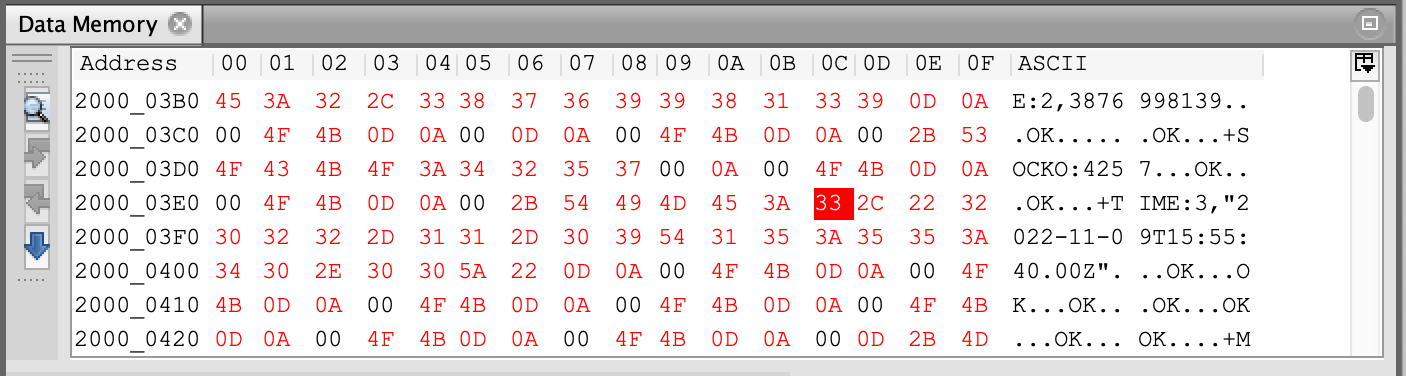 Data Memory
Address 00 01 02 03 04 05 06 07 08 09 0A 0B 0C 0D 0E 0F ASCII
2000_03B0 45 3A 32 2C 33 38 37 36 39 39 38 31 33 39 0D 0A E:2,3876 998139..
2000_03C0 00 4F 4B 0D 0A 00 0D 0A 00 4F 4B 0D 0A 00 2B 53 .OK..... .OK...+S
2000_03D0 4F 43 4B 4F 3A 34 32 35 37 00 0A 00 4F 4B 0D 0A OCKO:425 7...OK..
2000_03E0 00 4F 4B 0D 0A 00 2B 54 49 4D 45 3A 33 2C 22 32 .OK...+T IME:3,"2
2000_03F0 30 32 32 2D 31 31 2D 30 39 54 31 35 3A 35 35 3A 022-11-0 9T15:55:
2000_0400 34 30 2E 30 30 5A 22 0D 0A 00 4F 4B 0D 0A 00 4F 40.00Z". ..OK...O
2000_0410 4B 0D 0A 00 4F 4B 0D 0A 00 4F 4B 0D 0A 00 4F 4B K...OK.. .OK...OK
2000_0420 0D 0A 00 4F 4B 0D 0A 00 4F 4B 0D 0A 00 0D 2B 4D ...OK... OK....+M